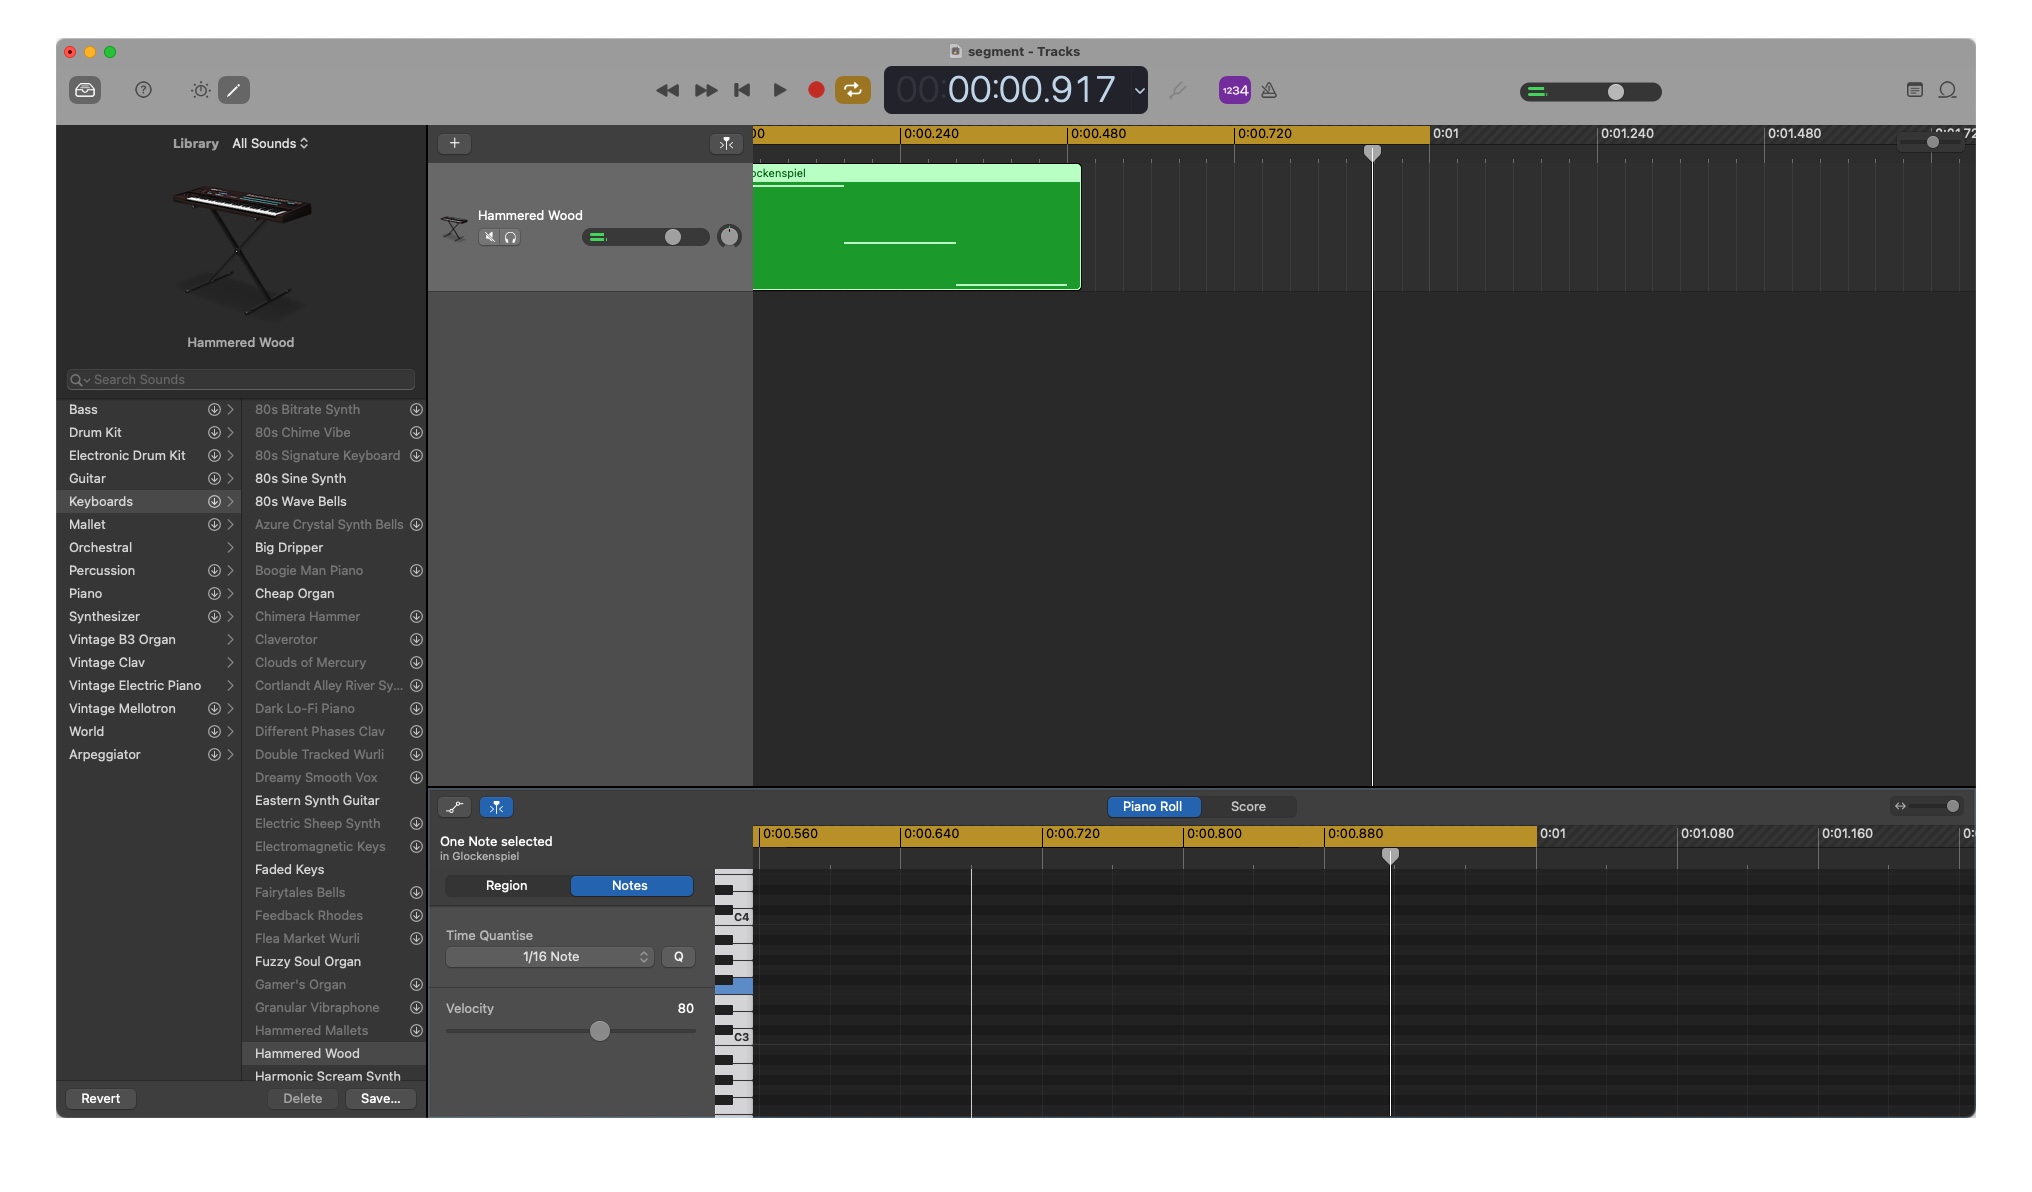 segment - Tracks
00:00:00.917
1234
Library All Sounds
Hammered Wood
Search Sounds
Bass
Drum Kit
Electronic Drum Kit
Guitar
Keyboards
Mallet
Orchestral
Percussion
Piano
Synthesizer
Vintage B3 Organ
Vintage Clav
Vintage Electric Piano
Vintage Mellotron
World
Arpeggiator
80s Bitrate Synth
80s Chime Vibe
80s Signature Keyboard
80s Sine Synth
80s Wave Bells
Azure Crystal Synth Bells
Big Dripper
Boogie Man Piano
Cheap Organ
Chimera Hammer
Claverotor
Clouds of Mercury
Cortlandt Alley River Sy...
Dark Lo-Fi Piano
Different Phases Clav
Double Tracked Wurli
Dreamy Smooth Vox
Eastern Synth Guitar
Electric Sheep Synth
Electromagnetic Keys
Faded Keys
Fairytales Bells
Feedback Rhodes
Flea Market Wurli
Fuzzy Soul Organ
Gamer's Organ
Granular Vibraphone
Hammered Mallets
Hammered Wood
Harmonic Scream Synth
Revert Delete Save...
00 0:00.240 0:00.480 0:00.720 0:01 0:01.240 0:01.480
ockenspiel
Hammered Wood
Piano Roll Score
0:00.560 0:00.640 0:00.720 0:00.800 0:00.880 0:01 0:01.080 0:01.160 0:
One Note selected
in Glockenspiel
Region Notes
Time Quantise
1/16 Note Q
Velocity 80
C4
C3